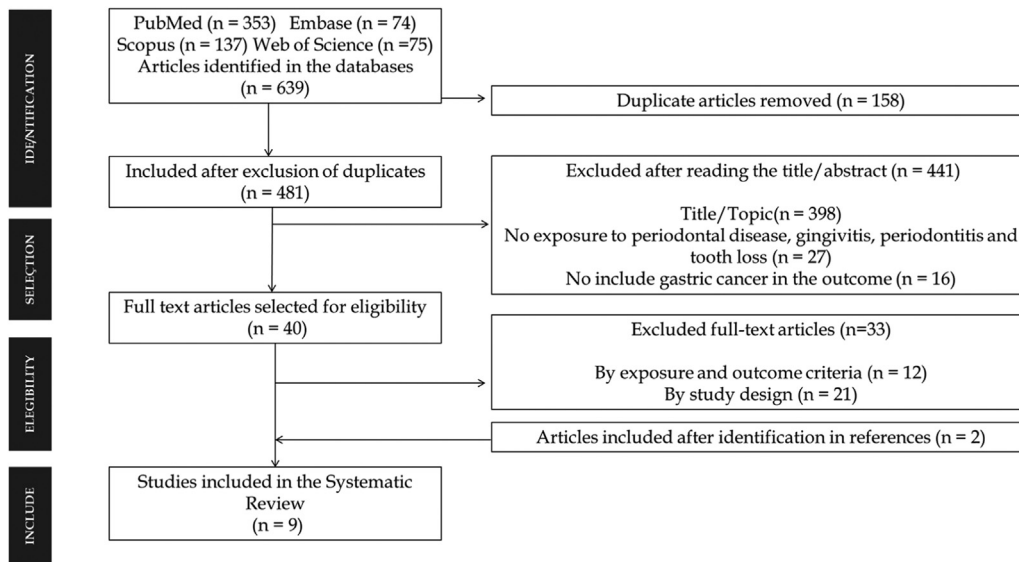 IDE/NTIFICATION
PubMed (n = 353) Embase (n = 74)
Scopus (n = 137) Web of Science (n =75)
Articles identified in the databases
(n = 639)
Duplicate articles removed (n = 158)
Included after exclusion of duplicates
(n = 481)
Excluded after reading the title/abstract (n = 441)
Title/Topic(n = 398)
No exposure to periodontal disease, gingivitis, periodontitis and
tooth loss (n = 27)
No include gastric cancer in the outcome (n = 16)
SELECTION
Full text articles selected for eligibility
(n = 40)
Excluded full-text articles (n=33)
By exposure and outcome criteria (n = 12)
By study design (n = 21)
ELEGIBILITY
Articles included after identification in references (n = 2)
INCLUDE
Studies included in the Systematic
Review
(n = 9)